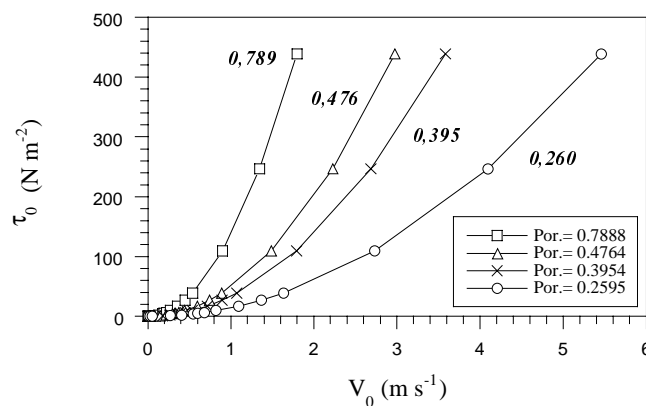 500
400
300
200
100
0
τ₀ (N m⁻²)
0,789
0,476
0,395
0,260
Por.= 0.7888
Por.= 0.4764
Por.= 0.3954
Por.= 0.2595
0 1 2 3 4 5 6
V₀ (m s⁻¹)